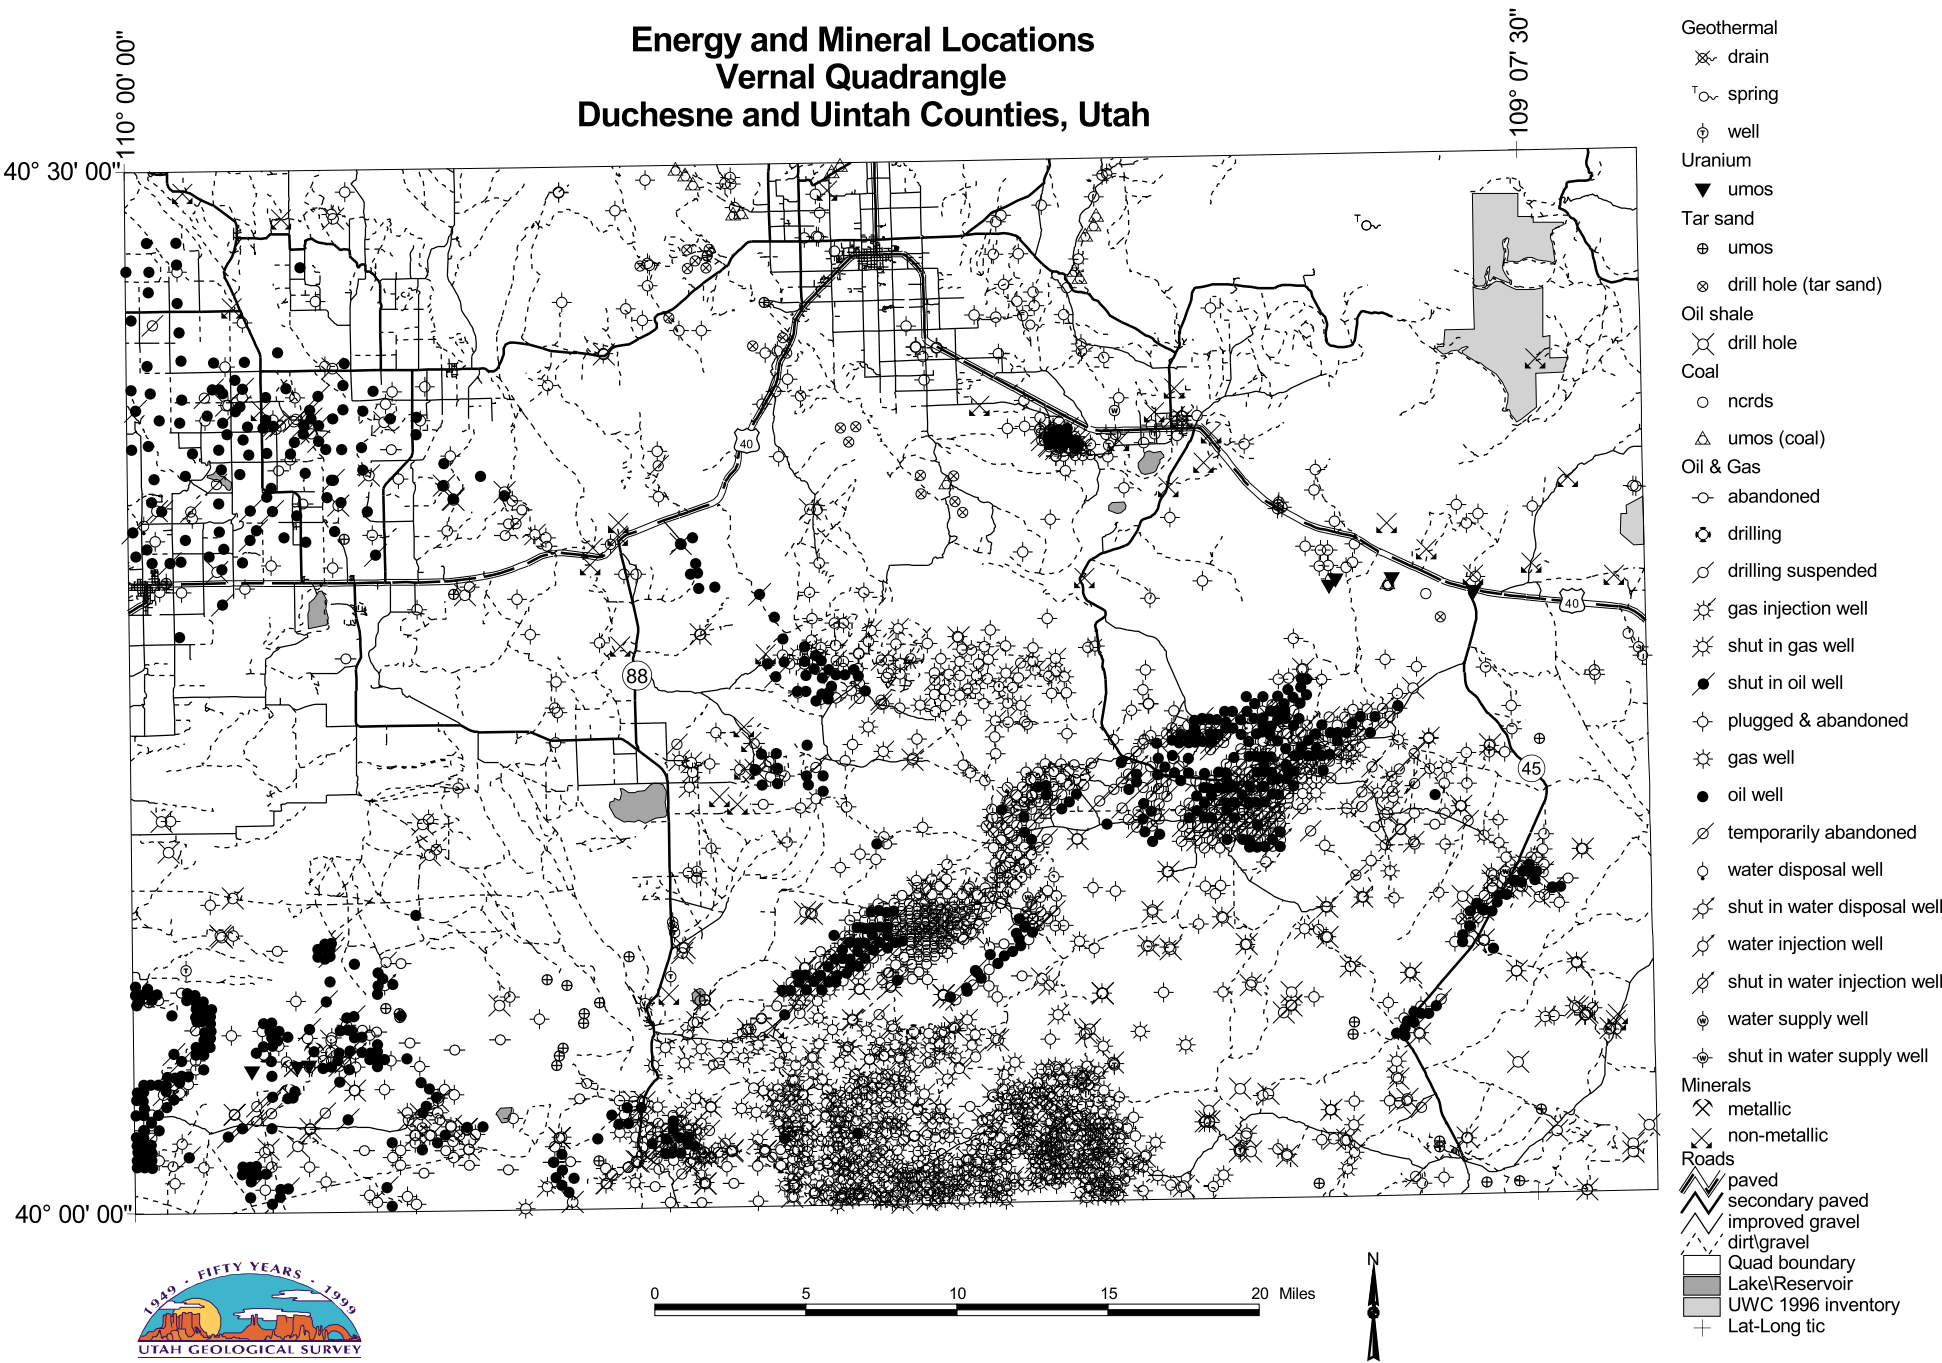 Energy and Mineral Locations
Vernal Quadrangle
Duchesne and Uintah Counties, Utah
110° 00' 00"
109° 07' 30"
40° 30' 00"
40° 00' 00"
40
88
40
45
Geothermal
drain
spring
well
Uranium
umos
Tar sand
umos
drill hole (tar sand)
Oil shale
drill hole
Coal
ncrds
umos (coal)
Oil & Gas
abandoned
drilling
drilling suspended
gas injection well
shut in gas well
shut in oil well
plugged & abandoned
gas well
oil well
temporarily abandoned
water disposal well
shut in water disposal well
water injection well
shut in water injection well
water supply well
shut in water supply well
Minerals
metallic
non-metallic
Roads
paved
secondary paved
improved gravel
dirt\gravel
Quad boundary
Lake\Reservoir
UWC 1996 inventory
Lat-Long tic
1949 - FIFTY YEARS - 1999
UTAH GEOLOGICAL SURVEY
0 5 10 15 20 Miles
N